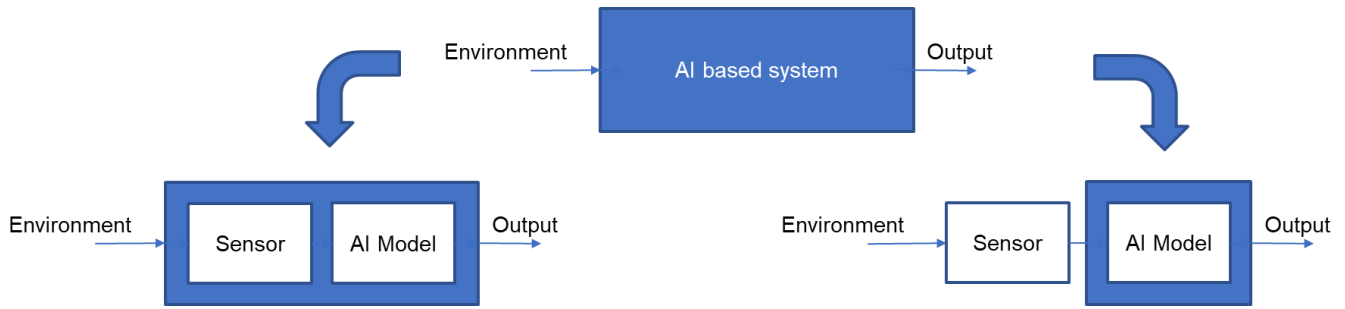 Environment
AI based system
Output
Environment
Sensor
AI Model
Output
Environment
Sensor
AI Model
Output